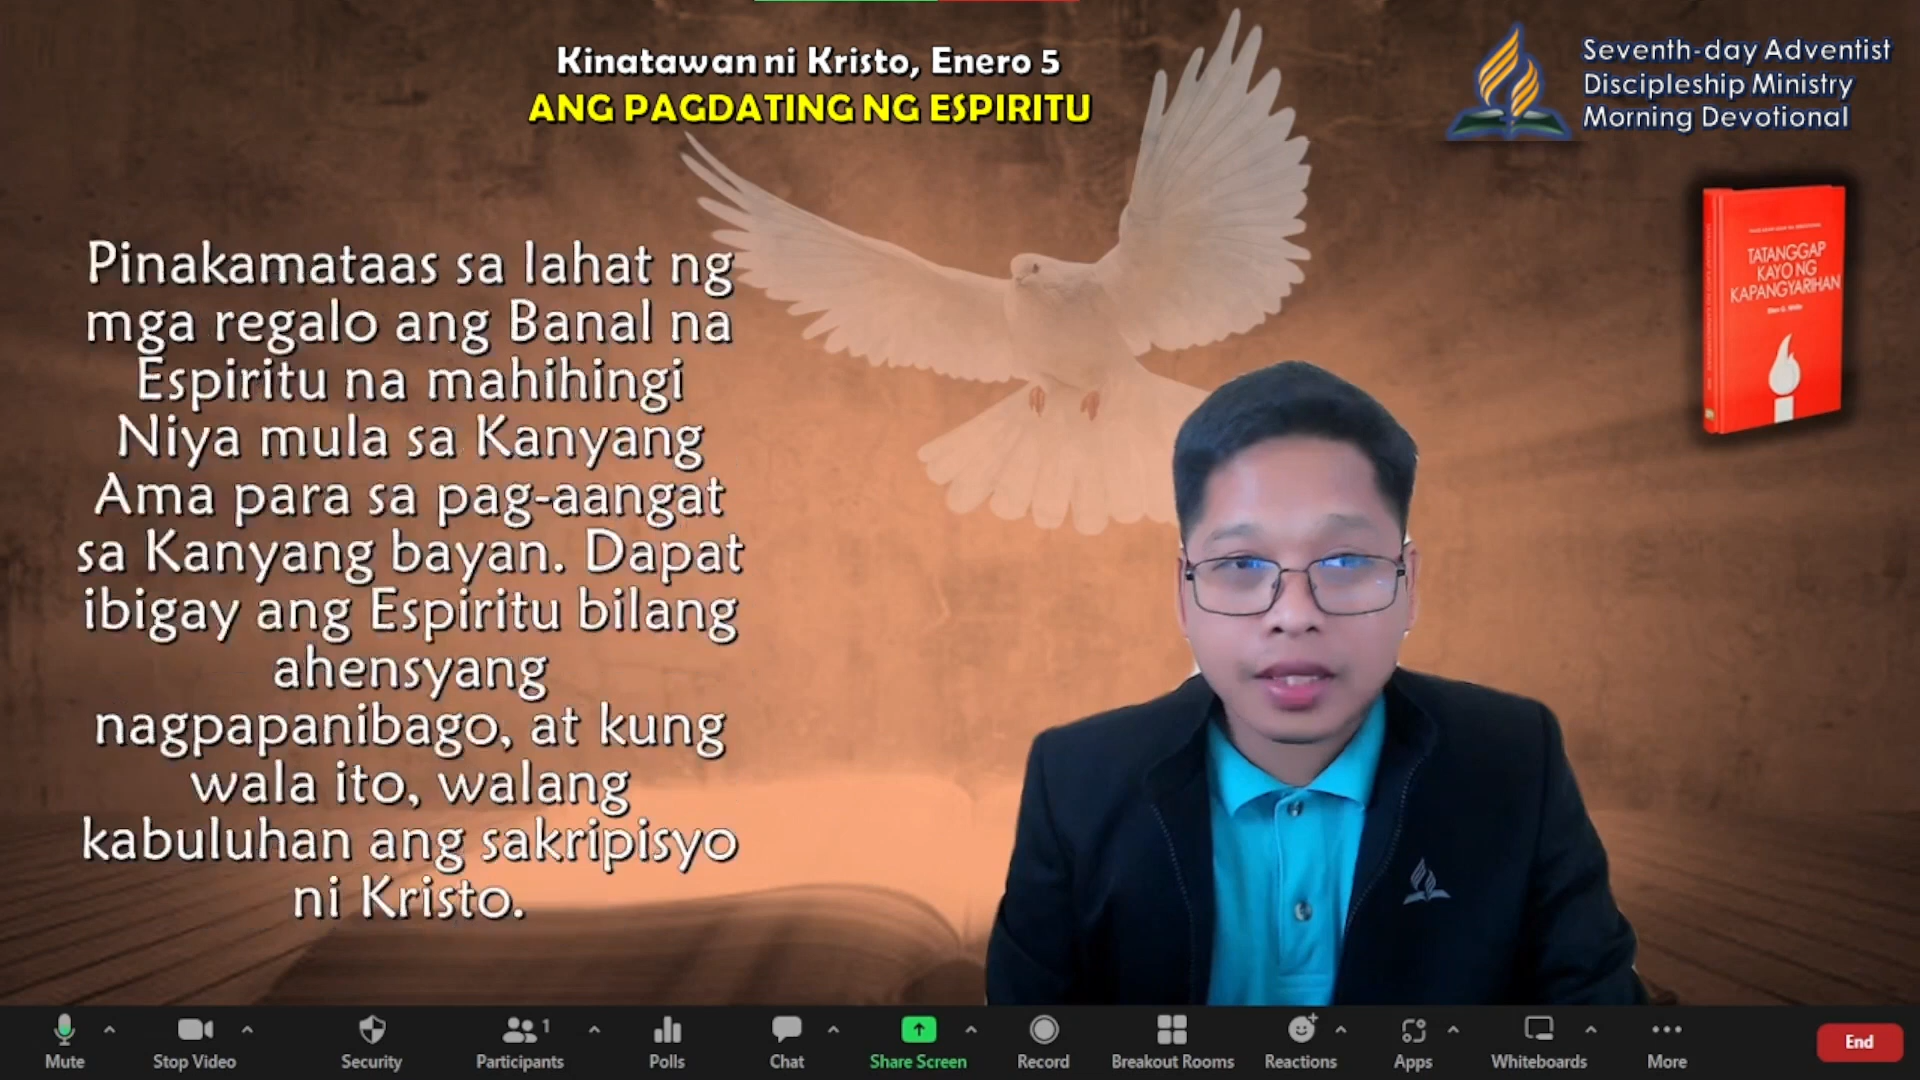 Kinatawan ni Kristo, Enero 5
ANG PAGDATING NG ESPIRITU
Seventh-day Adventist
Discipleship Ministry
Morning Devotional
TATANGGAP
KAYO NG
KAPANGYARIHAN
Ellen G. White
Pinakamataas sa lahat ng
mga regalo ang Banal na
Espiritu na mahihingi
Niya mula sa Kanyang
Ama para sa pag-aangat
sa Kanyang bayan. Dapat
ibigay ang Espiritu bilang
ahensyang
nagpapanibago, at kung
wala ito, walang
kabuluhan ang sakripisyo
ni Kristo.
Mute
Stop Video
Security
1
Participants
Polls
Chat
Share Screen
Record
Breakout Rooms
Reactions
Apps
Whiteboards
More
End